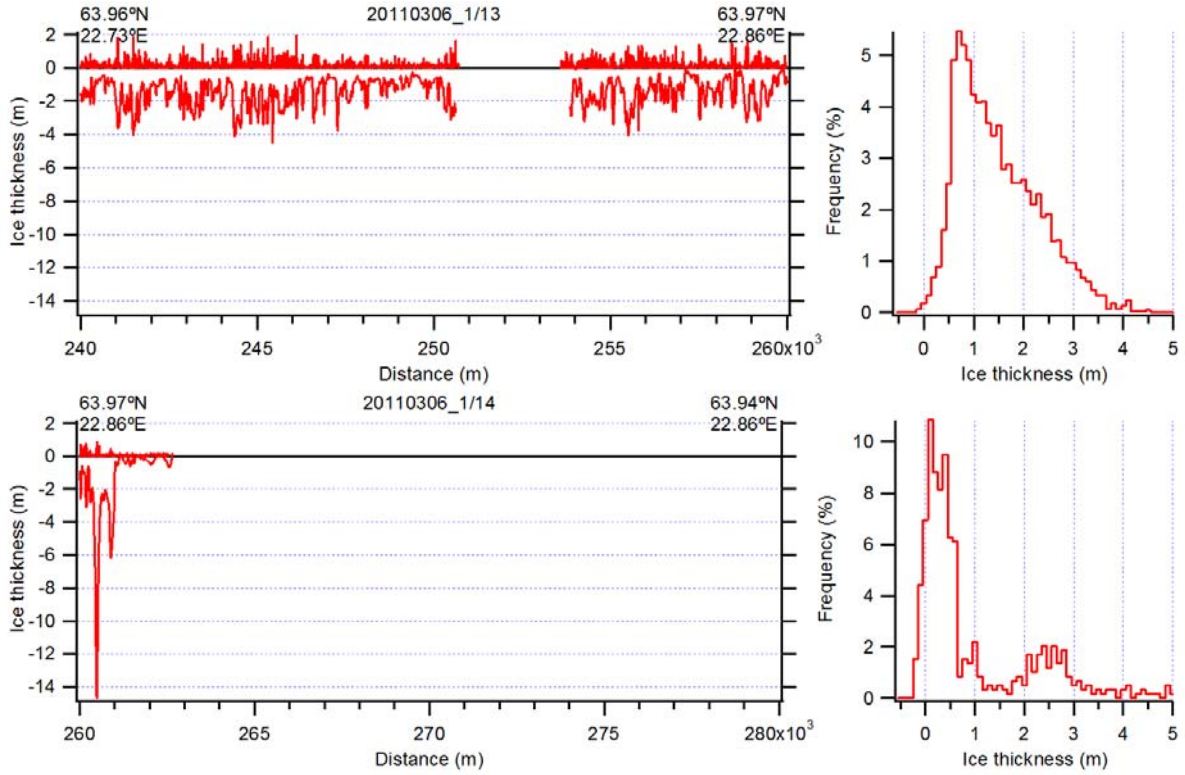 63.96ºN 20110306_1/13 63.97ºN
22.73ºE 22.86ºE
2
0
-2
-4
-6
-8
-10
-12
-14
Ice thickness (m)
240 245 250 255 260x10³
Distance (m)
5
4
3
2
1
0
Frequency (%)
0 1 2 3 4 5
Ice thickness (m)
63.97ºN 20110306_1/14 63.94ºN
22.86ºE 22.86ºE
2
0
-2
-4
-6
-8
-10
-12
-14
Ice thickness (m)
260 265 270 275 280x10³
Distance (m)
10
8
6
4
2
0
Frequency (%)
0 1 2 3 4 5
Ice thickness (m)